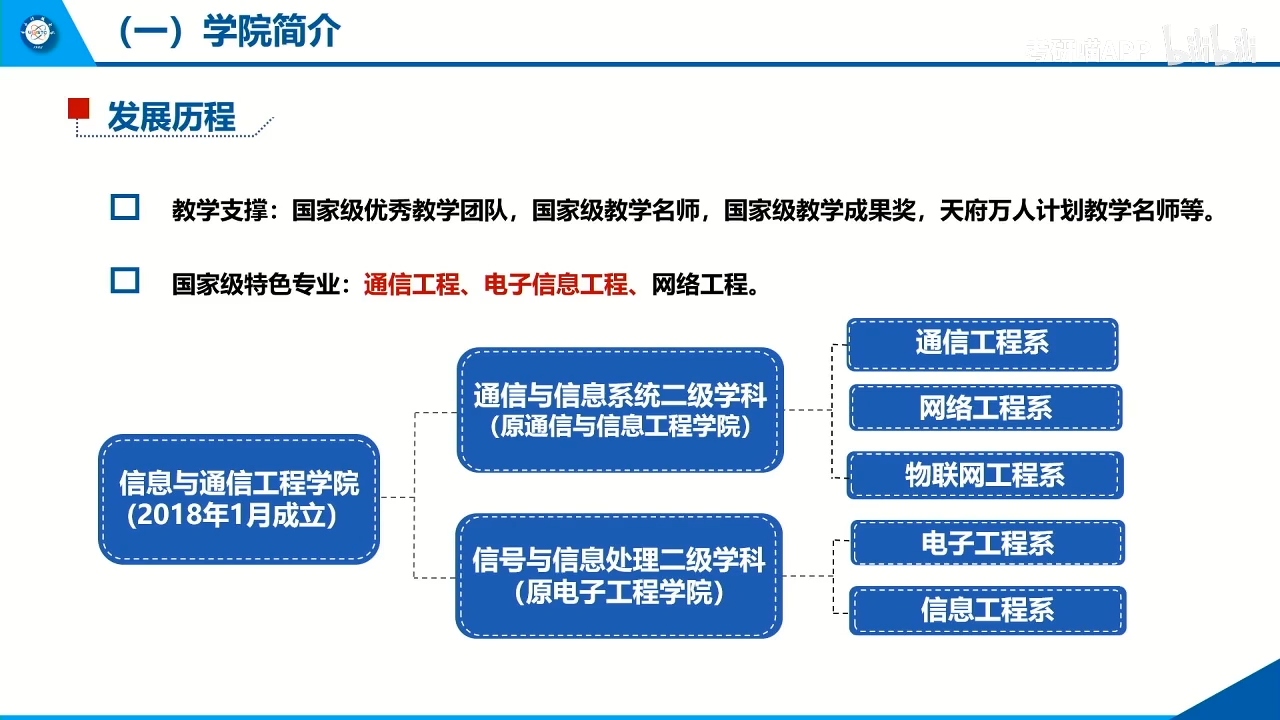 （一）学院简介
考研喵APP bilibili
发展历程
教学支撑：国家级优秀教学团队，国家级教学名师，国家级教学成果奖，天府万人计划教学名师等。
国家级特色专业：通信工程、电子信息工程、网络工程。
信息与通信工程学院
(2018年1月成立）
通信与信息系统二级学科
（原通信与信息工程学院）
信号与信息处理二级学科
（原电子工程学院）
通信工程系
网络工程系
物联网工程系
电子工程系
信息工程系